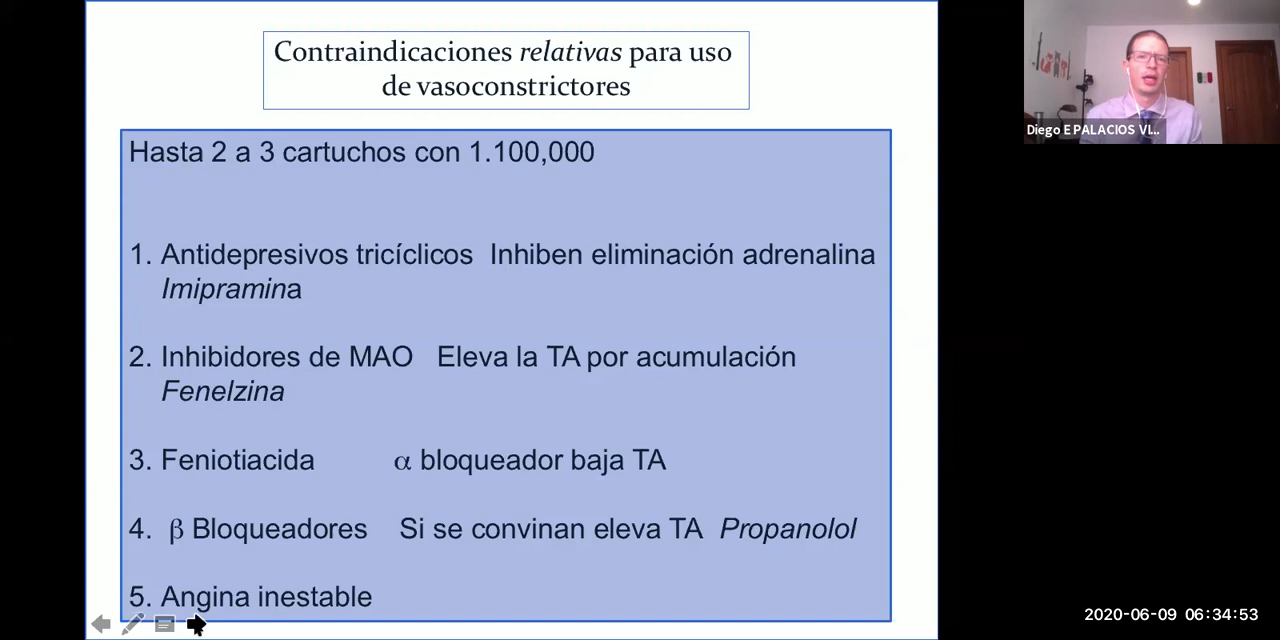 Contraindicaciones relativas para uso
de vasoconstrictores
Hasta 2 a 3 cartuchos con 1.100,000
1. Antidepresivos tricíclicos Inhiben eliminación adrenalina
Imipramina
2. Inhibidores de MAO Eleva la TA por acumulación
Fenelzina
3. Feniotiacida α bloqueador baja TA
4. β Bloqueadores Si se convinan eleva TA Propanolol
5. Angina inestable
Diego E PALACIOS VI...
2020-06-09 06:34:53